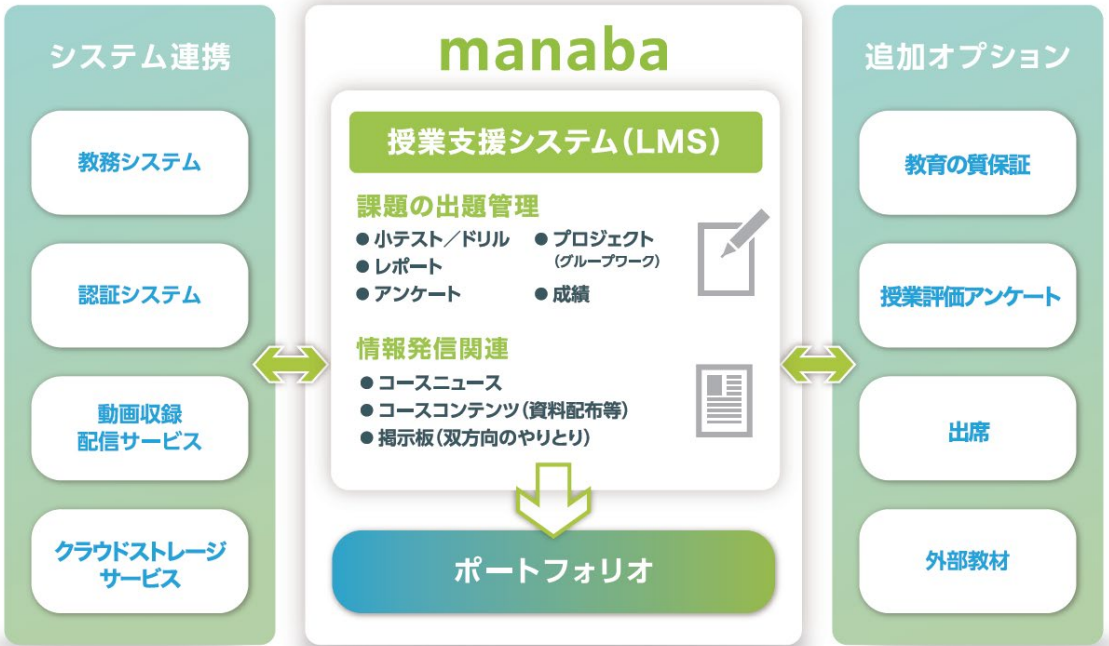 システム連携
教務システム
認証システム
動画収録
配信サービス
クラウドストレージ
サービス
manaba
授業支援システム(LMS)
課題の出題管理
●小テスト／ドリル
●レポート
●アンケート
●プロジェクト
(グループワーク)
●成績
情報発信関連
●コースニュース
●コースコンテンツ(資料配布等)
●掲示板(双方向のやりとり)
ポートフォリオ
追加オプション
教育の質保証
授業評価アンケート
出席
外部教材